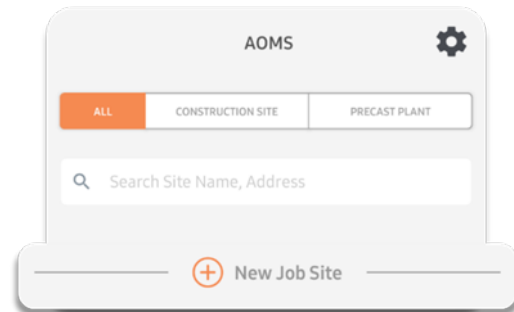 AOMS
ALL CONSTRUCTION SITE PRECAST PLANT
Search Site Name, Address
New Job Site